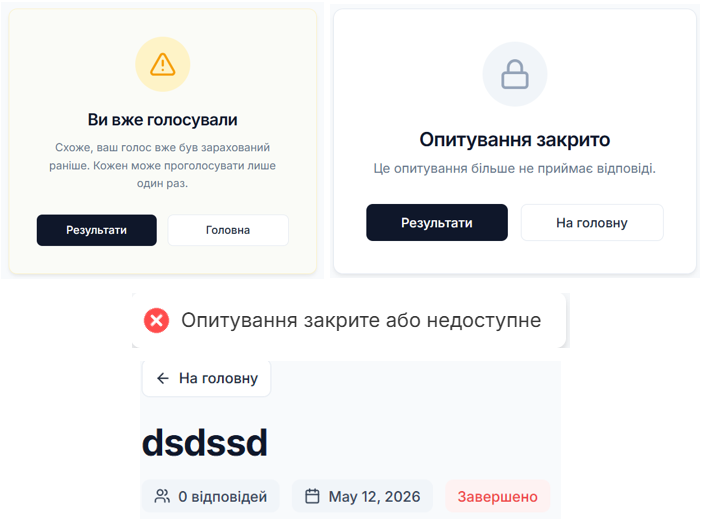 Ви вже голосували
Схоже, ваш голос вже був зарахований
раніше. Кожен може проголосувати лише
один раз.
Результати
Головна
Опитування закрито
Це опитування більше не приймає відповіді.
Результати
На головну
Опитування закрите або недоступне
На головну
dsdssd
0 відповідей
May 12, 2026
Завершено